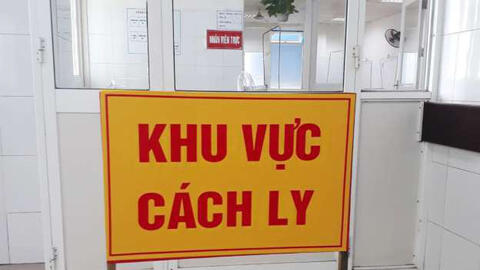 NHÂN VIÊN TRỰC
KHU VỰC
CÁCH LY